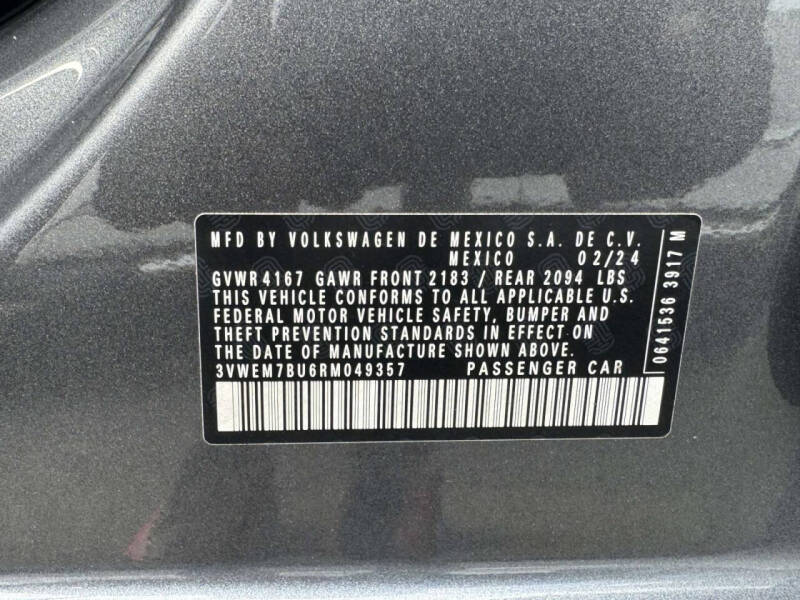 MFD BY VOLKSWAGEN DE MEXICO S.A. DE C.V.
MEXICO 02/24
GVWR 4167 GAWR FRONT 2183 / REAR 2094 LBS
THIS VEHICLE CONFORMS TO ALL APPLICABLE U.S.
FEDERAL MOTOR VEHICLE SAFETY, BUMPER AND
THEFT PREVENTION STANDARDS IN EFFECT ON
THE DATE OF MANUFACTURE SHOWN ABOVE.
3VWEM7BU6RM049357 PASSENGER CAR
0641536 3917 M